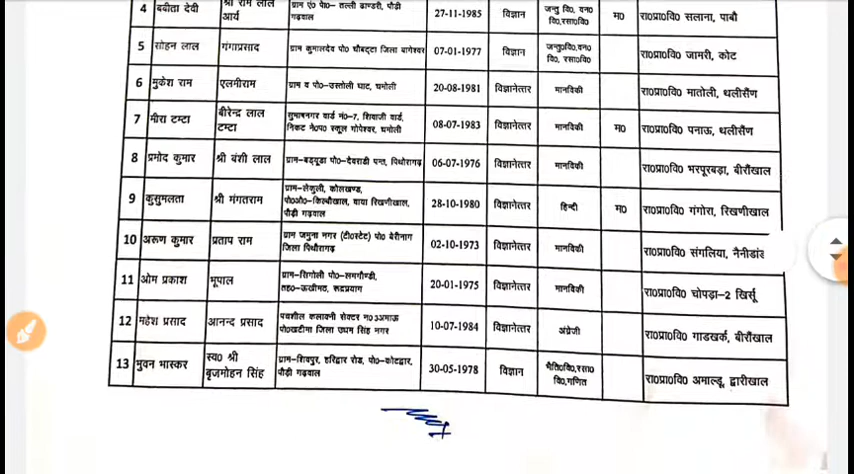 4 बबीता देवी श्री राम लाल आर्य ग्राम एं० पो०- तल्ली ढाण्डरी, पौड़ी गढ़वाल 27-11-1985 विज्ञान जन्तु वि०, वन० वि०,रसा०वि० म० रा०प्रा०वि० सलाना, पाबौ
5 सोहन लाल गंगाप्रसाद ग्राम कुमालदेव पो० चौबट्टा जिला बागेश्वर 07-01-1977 विज्ञान जन्तु०वि०,वन० वि०, रसा०वि० रा०प्रा०वि० जामरी, कोट
6 मुकेश राम एलमीराम ग्राम व पो०-उस्तोली घाट, चमोली 20-08-1981 विज्ञानेत्तर मानविकी रा०प्रा०वि० मातोली, थलीसैंण
7 मीरा टम्टा बीरेन्द्र लाल टम्टा सुभाषनगर वार्ड नं०-7, शिवाजी वार्ड, निकट न०पा० स्कूल गोपेश्वर, चमोली 08-07-1983 विज्ञानेत्तर मानविकी म० रा०प्रा०वि० पनाऊ, थलीसैंण
8 प्रमोद कुमार श्री बंशी लाल ग्राम-बड्यूडा पो०-देवराडी पन्त, पिथौरागढ़ 06-07-1976 विज्ञानेत्तर मानविकी रा०प्रा०वि० भरपूरबड़ा, बीरौंखाल
9 कुसुमलता श्री मंगतराम ग्राम-लेकुली, कोलखण्ड, पो०ओ०-किल्बौखाल, वाया रिखणीखाल, पौड़ी गढ़वाल 28-10-1980 विज्ञानेत्तर हिन्दी म० रा०प्रा०वि० गंगोरा, रिखणीखाल
10 अरूण कुमार प्रताप राम ग्राम जमुना नगर (टी०स्टेट) पो० बेरीनाग जिला पिथौरागढ़ 02-10-1973 विज्ञानेत्तर मानविकी रा०प्रा०वि० संगलिया, नैनीडांड
11 ओम प्रकाश भूपाल ग्राम-सिगोली पो०-लमगौण्डी, तह०-ऊखीमठ, रूद्रप्रयाग 20-01-1975 विज्ञानेत्तर मानविकी रा०प्रा०वि० चोपड़ा-2 खिर्सू
12 महेश प्रसाद आनन्द प्रसाद पंचशील कलावनी सेक्टर न०3अमाऊ पो०खटीमा जिला उधम सिंह नगर 10-07-1984 विज्ञानेत्तर अंग्रेजी रा०प्रा०वि० गाडखर्क, बीरौंखाल
13 भुवन भास्कर स्व० श्री बृजमोहन सिंह ग्राम-शिवपुर, हरिद्वार रोड, पो०-कोटद्वार, पौड़ी गढ़वाल 30-05-1978 विज्ञान भौति०वि०,रसा० वि०,गणित रा०प्रा०वि० अमाल्डू, द्वारीखाल